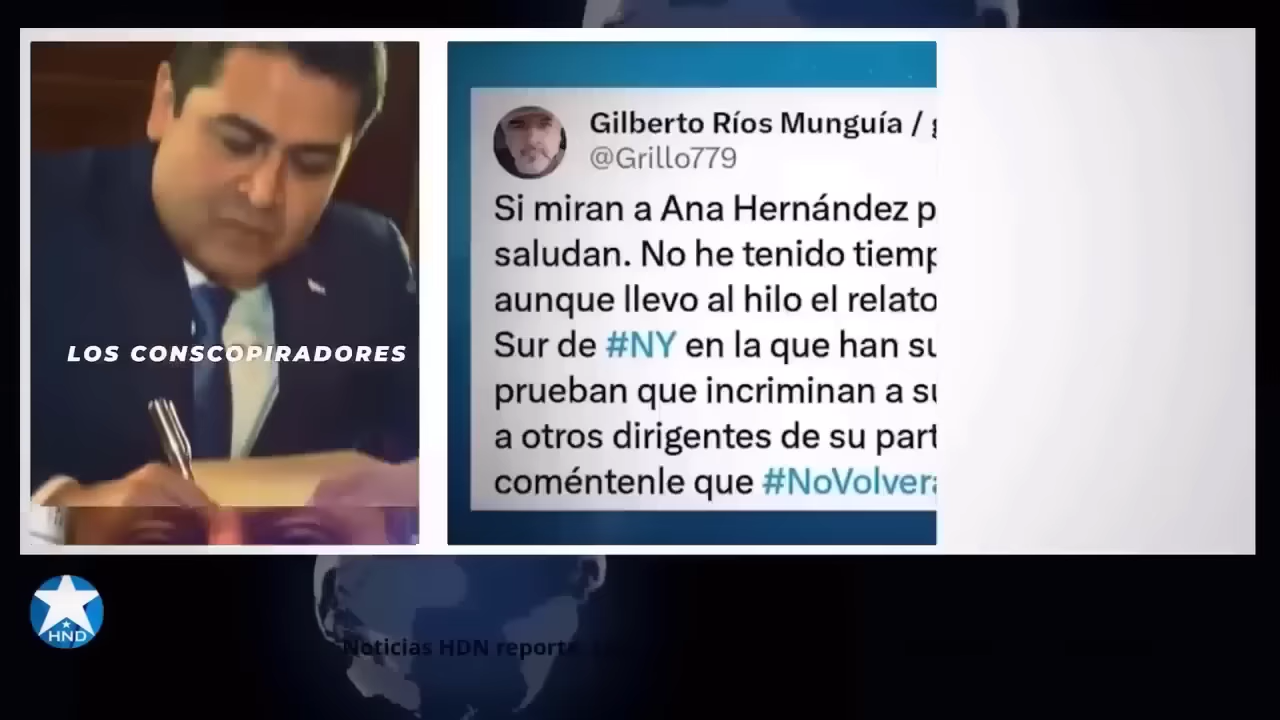 LOS CONSCOPIRADORES
Gilberto Ríos Munguía /
@Grillo779
Si miran a Ana Hernández p
saludan. No he tenido tiemp
aunque llevo al hilo el relato
Sur de #NY en la que han su
prueban que incriminan a su
a otros dirigentes de su part
coméntenle que #NoVolvera
HND
Noticias HDN reporta